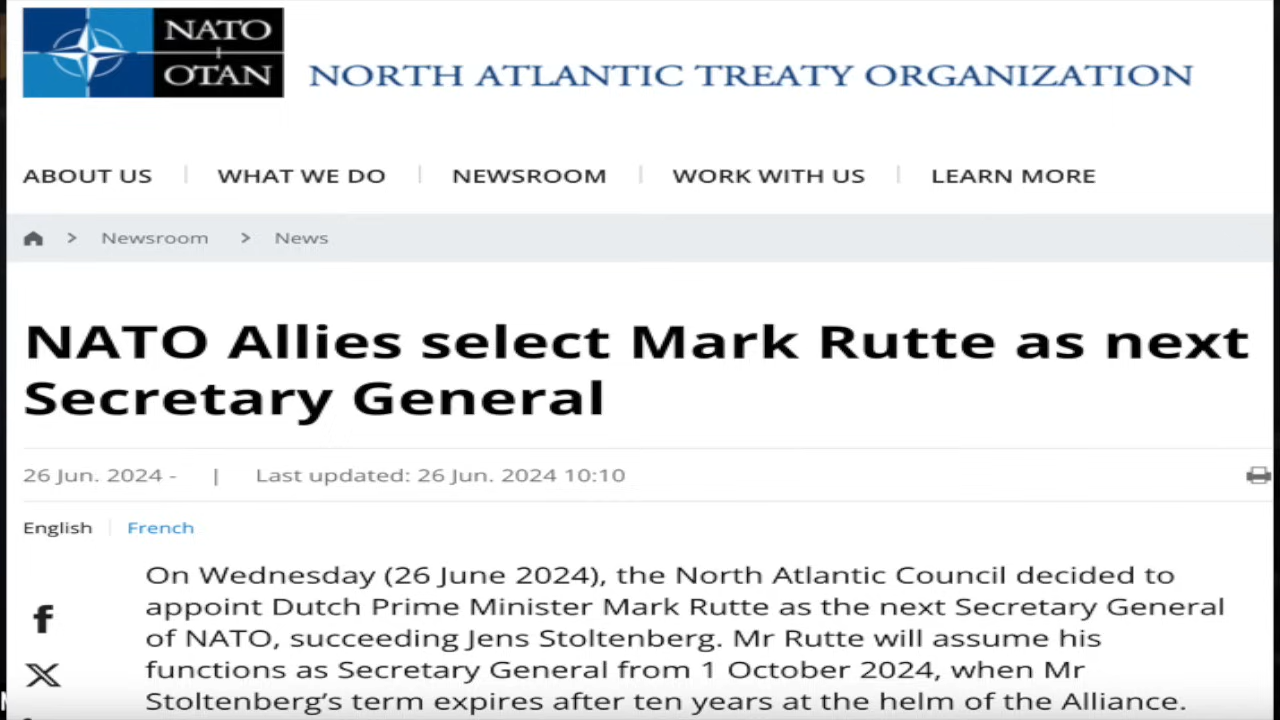 NATO
OTAN
NORTH ATLANTIC TREATY ORGANIZATION
ABOUT US | WHAT WE DO | NEWSROOM | WORK WITH US | LEARN MORE
> Newsroom > News
NATO Allies select Mark Rutte as next
Secretary General
26 Jun. 2024 - | Last updated: 26 Jun. 2024 10:10
English | French
On Wednesday (26 June 2024), the North Atlantic Council decided to
appoint Dutch Prime Minister Mark Rutte as the next Secretary General
of NATO, succeeding Jens Stoltenberg. Mr Rutte will assume his
functions as Secretary General from 1 October 2024, when Mr
Stoltenberg’s term expires after ten years at the helm of the Alliance.